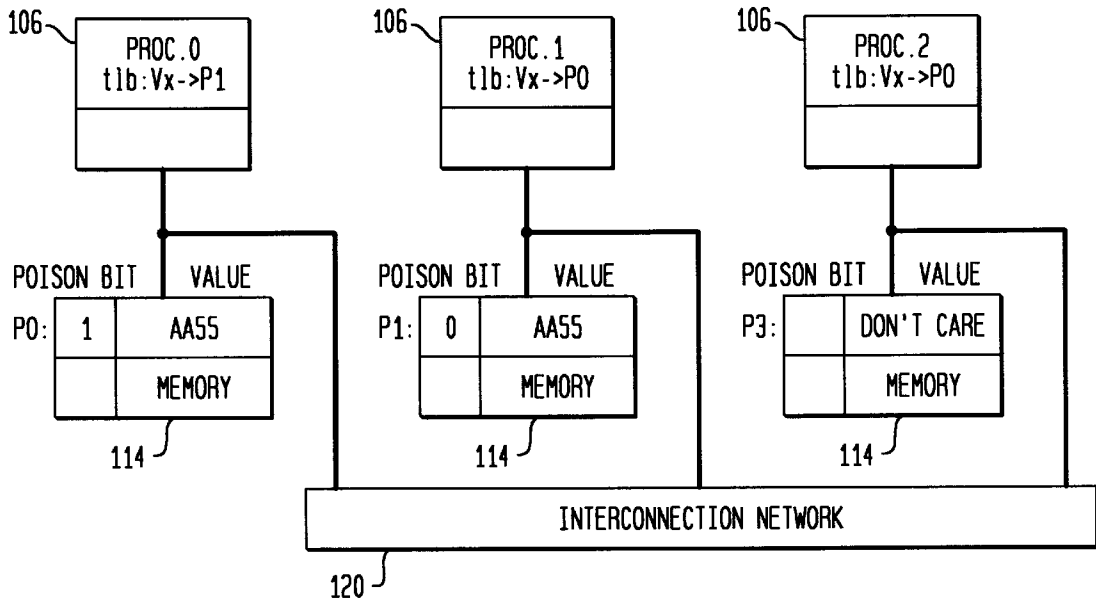 106
PROC.0
tlb:Vx->P1
106
PROC.1
tlb:Vx->P0
106
PROC.2
tlb:Vx->P0
POISON BIT VALUE
P0: 1 AA55
MEMORY
114
POISON BIT VALUE
P1: 0 AA55
MEMORY
114
POISON BIT VALUE
P3: DON'T CARE
MEMORY
114
INTERCONNECTION NETWORK
120